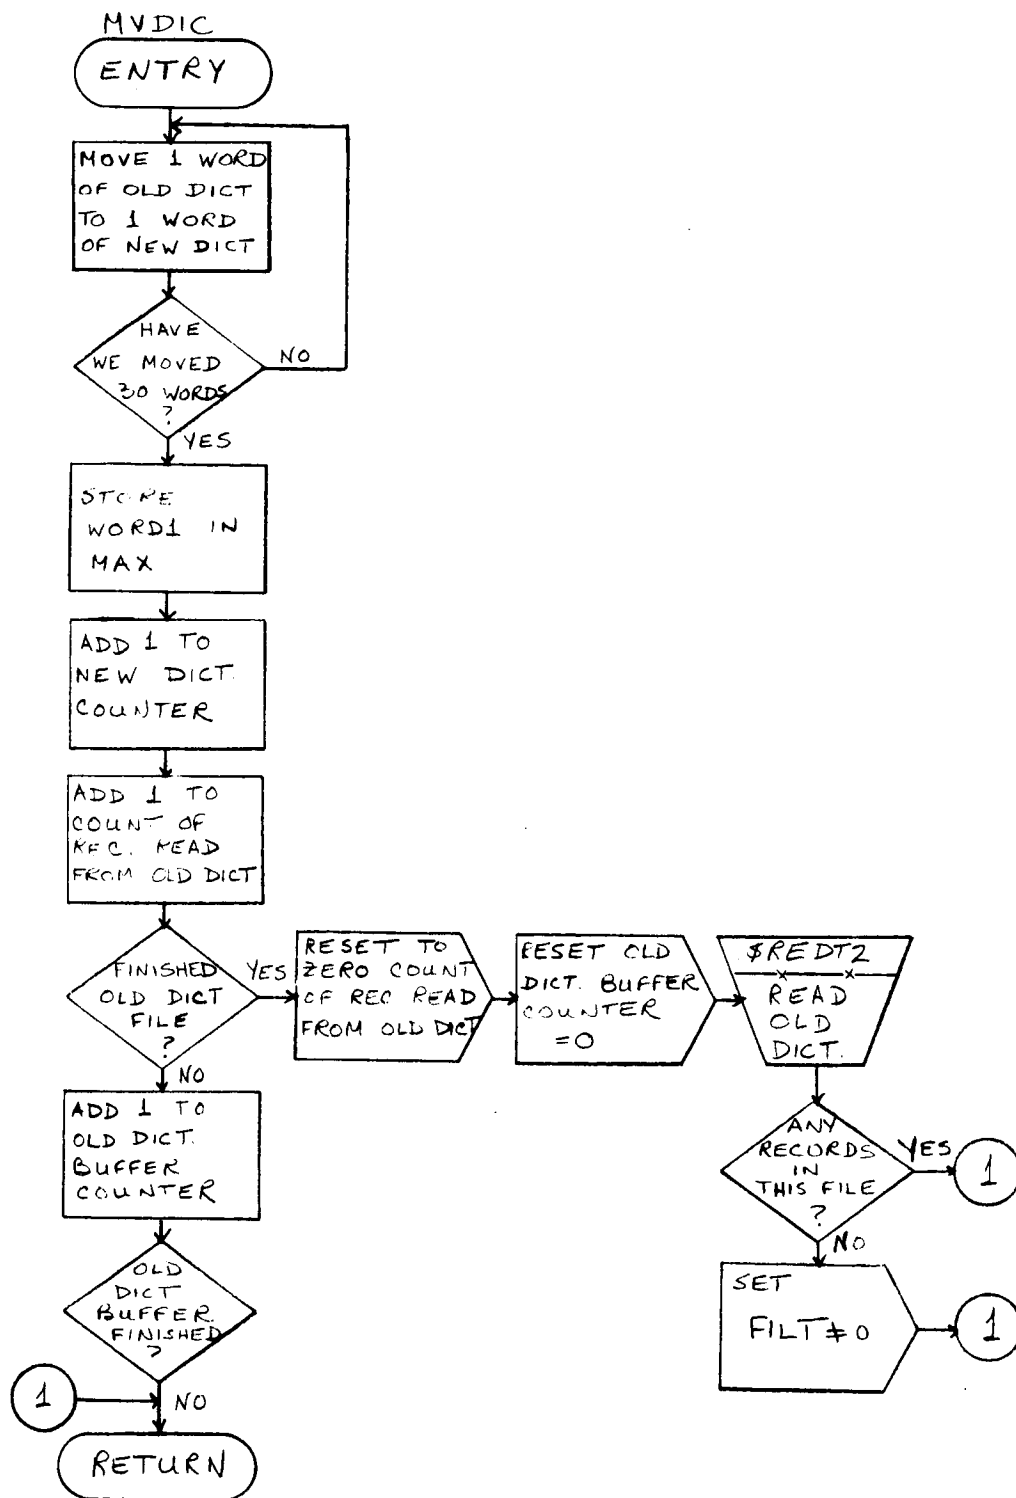 MVDIC
ENTRY
MOVE 1 WORD
OF OLD DICT
TO 1 WORD
OF NEW DICT
HAVE
WE MOVED
30 WORDS
?
NO
YES
STORE
WORD1 IN
MAX
ADD 1 TO
NEW DICT.
COUNTER
ADD 1 TO
COUNT OF
REC. READ
FROM OLD DICT
FINISHED
OLD DICT
FILE
?
YES
RESET TO
ZERO COUNT
OF REC READ
FROM OLD DICT
RESET OLD
DICT. BUFFER
COUNTER
=0
$REDT2
READ
OLD
DICT.
NO
ADD 1 TO
OLD DICT.
BUFFER
COUNTER
ANY
RECORDS
IN
THIS FILE
?
YES
1
NO
SET
FILT ≠ 0
1
OLD
DICT
BUFFER
FINISHED
?
1
NO
RETURN